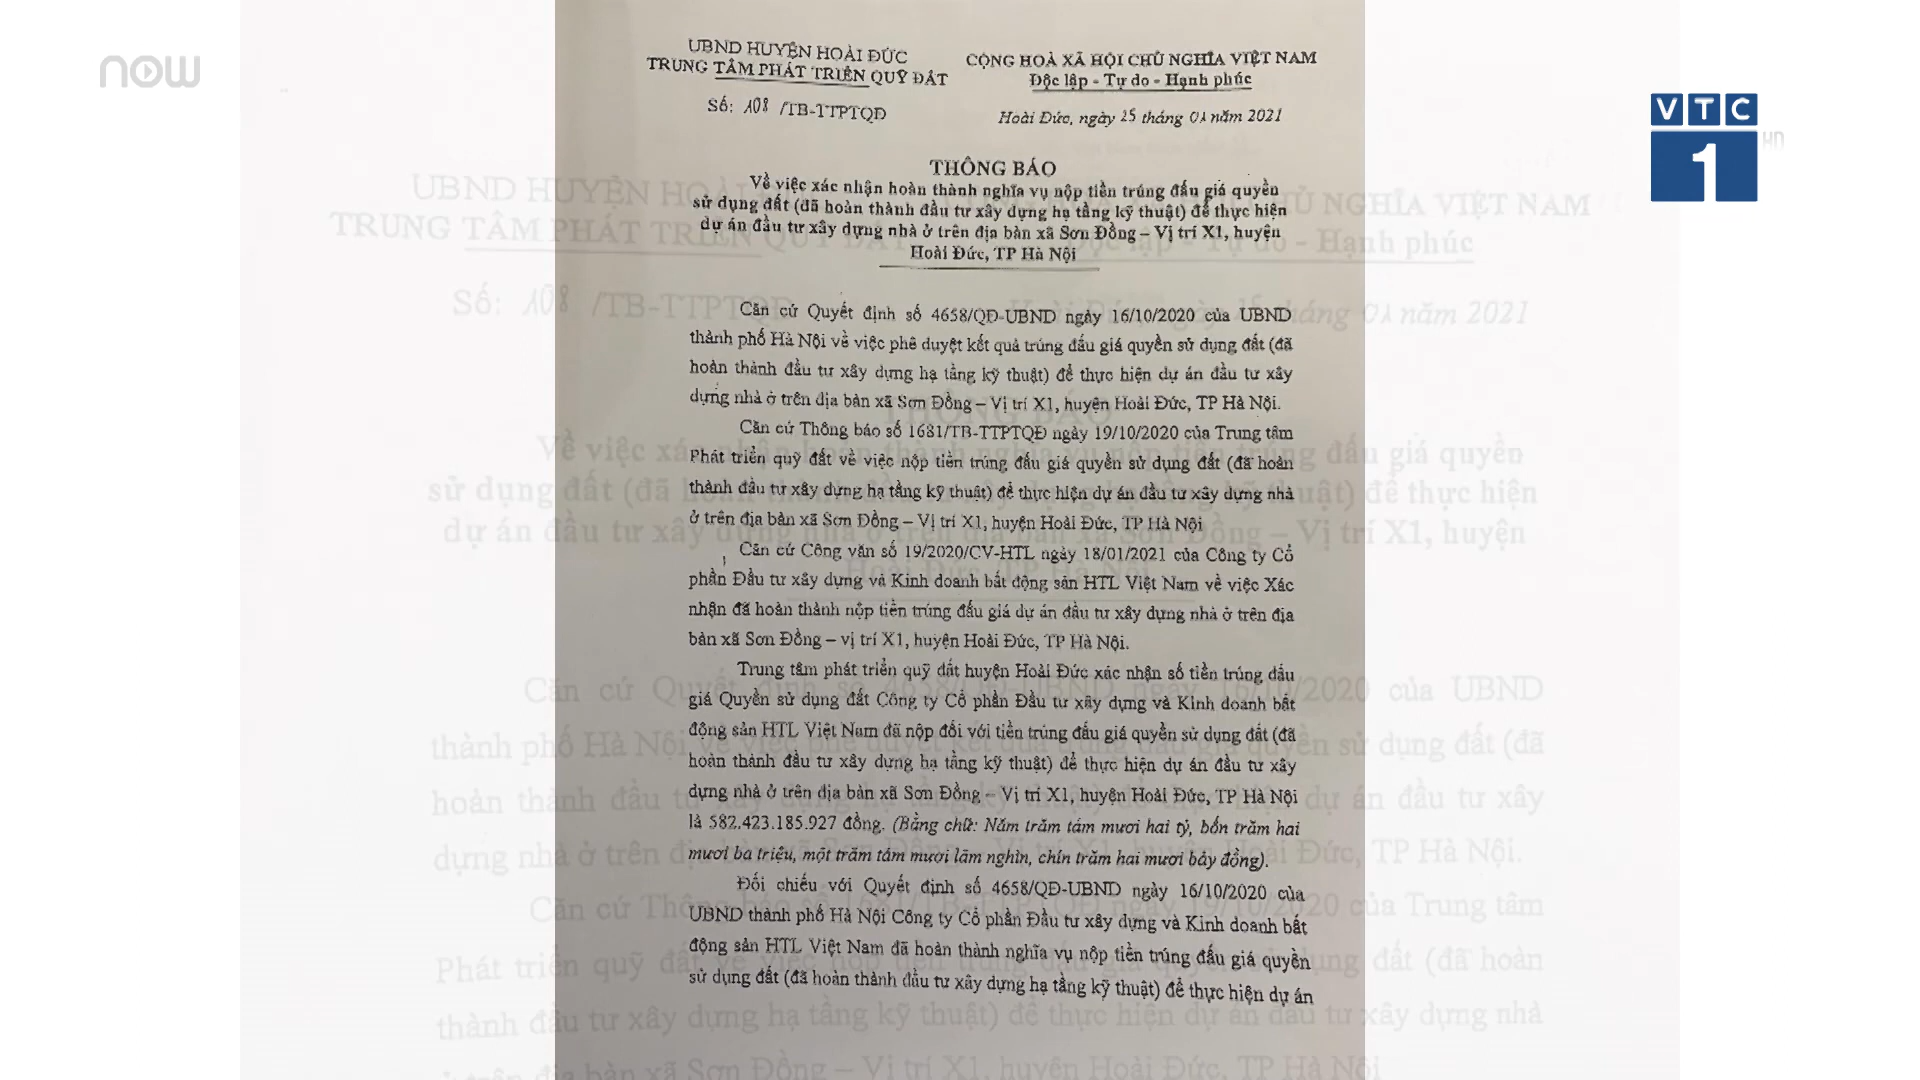 now
VTC
1
UBND HUYỆN HOÀI ĐỨC
TRUNG TÂM PHÁT TRIỂN QUỸ ĐẤT
Số: 108 /TB-TTPTQĐ
CỘNG HOÀ XÃ HỘI CHỦ NGHĨA VIỆT NAM
Độc lập - Tự do - Hạnh phúc
Hoài Đức, ngày 25 tháng 01 năm 2021
THÔNG BÁO
Về việc xác nhận hoàn thành nghĩa vụ nộp tiền trúng đấu giá quyền
sử dụng đất (đã hoàn thành đầu tư xây dựng hạ tầng kỹ thuật) để thực hiện
dự án đầu tư xây dựng nhà ở trên địa bàn xã Sơn Đồng – Vị trí X1, huyện
Hoài Đức, TP Hà Nội
Căn cứ Quyết định số 4658/QĐ-UBND ngày 16/10/2020 của UBND
thành phố Hà Nội về việc phê duyệt kết quả trúng đấu giá quyền sử dụng đất (đã
hoàn thành đầu tư xây dựng hạ tầng kỹ thuật) để thực hiện dự án đầu tư xây
dựng nhà ở trên địa bàn xã Sơn Đồng – Vị trí X1, huyện Hoài Đức, TP Hà Nội.
Căn cứ Thông báo số 1681/TB-TTPTQĐ ngày 19/10/2020 của Trung tâm
Phát triển quỹ đất về việc nộp tiền trúng đấu giá quyền sử dụng đất (đã hoàn
thành đầu tư xây dựng hạ tầng kỹ thuật) để thực hiện dự án đầu tư xây dựng nhà
ở trên địa bàn xã Sơn Đồng – Vị trí X1, huyện Hoài Đức, TP Hà Nội
Căn cứ Công văn số 19/2020/CV-HTL ngày 18/01/2021 của Công ty Cổ
phần Đầu tư xây dựng và Kinh doanh bất động sản HTL Việt Nam về việc Xác
nhận đã hoàn thành nộp tiền trúng đấu giá dự án đầu tư xây dựng nhà ở trên địa
bàn xã Sơn Đồng – vị trí X1, huyện Hoài Đức, TP Hà Nội.
Trung tâm phát triển quỹ đất huyện Hoài Đức xác nhận số tiền trúng đấu
giá Quyền sử dụng đất Công ty Cổ phần Đầu tư xây dựng và Kinh doanh bất
động sản HTL Việt Nam đã nộp đối với tiền trúng đấu giá quyền sử dụng đất (đã
hoàn thành đầu tư xây dựng hạ tầng kỹ thuật) để thực hiện dự án đầu tư xây
dựng nhà ở trên địa bàn xã Sơn Đồng – Vị trí X1, huyện Hoài Đức, TP Hà Nội
là 582.423.185.927 đồng. (Bằng chữ: Năm trăm tám mươi hai tỷ, bốn trăm hai
mươi ba triệu, một trăm tám mươi lăm nghìn, chín trăm hai mươi bảy đồng).
Đối chiếu với Quyết định số 4658/QĐ-UBND ngày 16/10/2020 của
UBND thành phố Hà Nội Công ty Cổ phần Đầu tư xây dựng và Kinh doanh bất
động sản HTL Việt Nam đã hoàn thành nghĩa vụ nộp tiền trúng đấu giá quyền
sử dụng đất (đã hoàn thành đầu tư xây dựng hạ tầng kỹ thuật) để thực hiện dự án